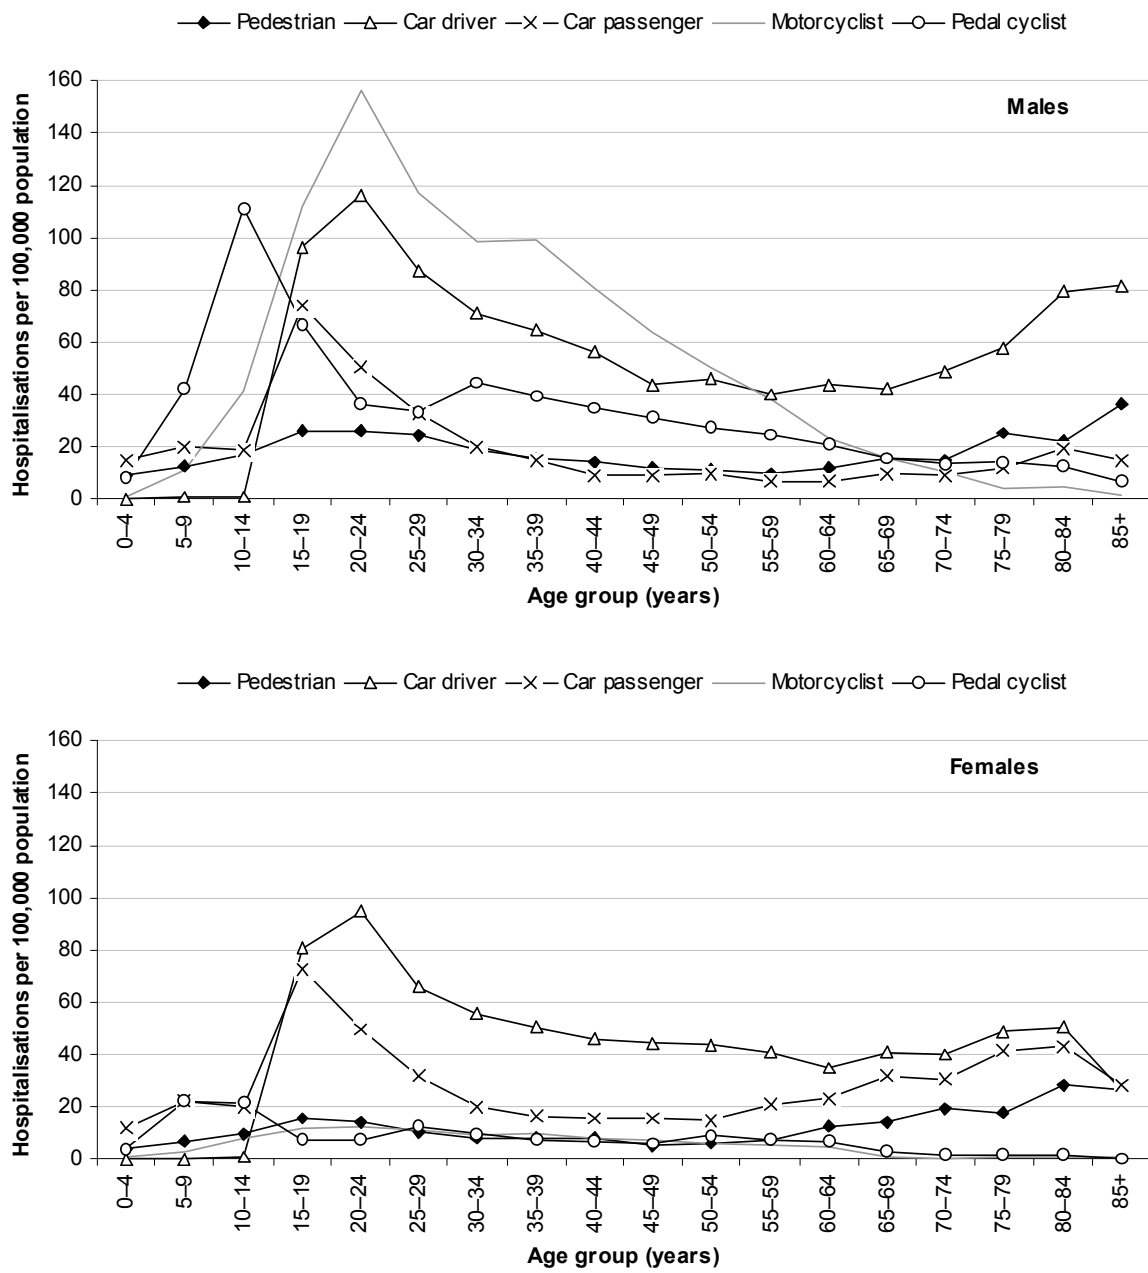 Pedestrian Car driver Car passenger Motorcyclist Pedal cyclist
160
140
120
100
80
60
40
20
0
Hospitalisations per 100,000 population
Males
0–4 5–9 10–14 15–19 20–24 25–29 30–34 35–39 40–44 45–49 50–54 55–59 60–64 65–69 70–74 75–79 80–84 85+
Age group (years)
Pedestrian Car driver Car passenger Motorcyclist Pedal cyclist
160
140
120
100
80
60
40
20
0
Hospitalisations per 100,000 population
Females
0–4 5–9 10–14 15–19 20–24 25–29 30–34 35–39 40–44 45–49 50–54 55–59 60–64 65–69 70–74 75–79 80–84 85+
Age group (years)